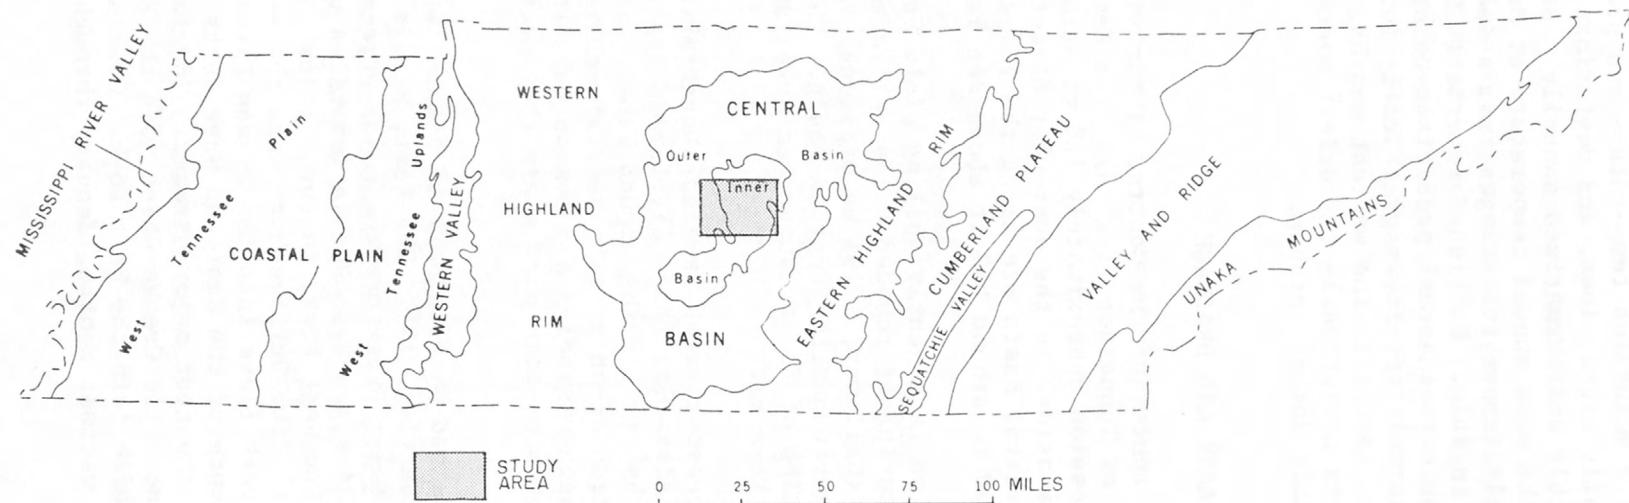 MISSISSIPPI RIVER VALLEY
West Tennessee Plain
COASTAL PLAIN
West Tennessee Uplands
WESTERN VALLEY
WESTERN
HIGHLAND
RIM
CENTRAL
BASIN
Outer
Basin
Inner
Basin
EASTERN HIGHLAND RIM
CUMBERLAND PLATEAU
SEQUATCHIE VALLEY
VALLEY AND RIDGE
UNAKA MOUNTAINS
STUDY
AREA
0 25 50 75 100 MILES